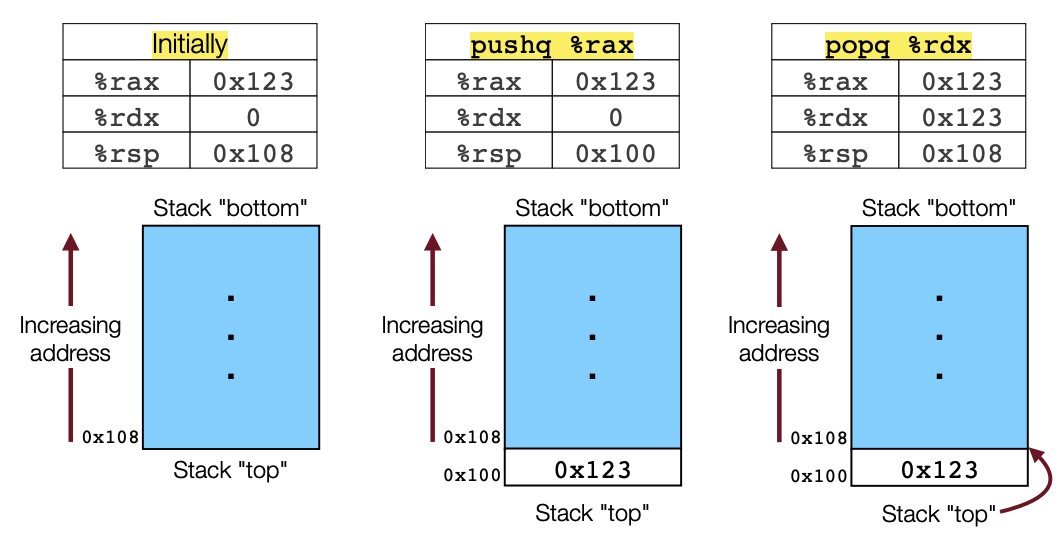 Initially
%rax 0x123
%rdx 0
%rsp 0x108
Stack "bottom"
Increasing
address
0x108
Stack "top"
pushq %rax
%rax 0x123
%rdx 0
%rsp 0x100
Stack "bottom"
Increasing
address
0x108
0x100 0x123
Stack "top"
popq %rdx
%rax 0x123
%rdx 0x123
%rsp 0x108
Stack "bottom"
Increasing
address
0x108
0x100 0x123
Stack "top"